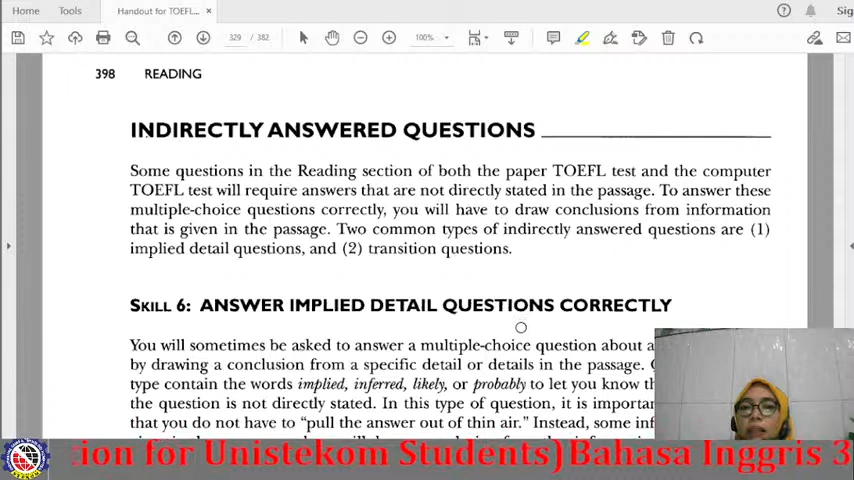 Home Tools Handout for TOEFL... × Sig
329 / 382 100%
398 READING
INDIRECTLY ANSWERED QUESTIONS
Some questions in the Reading section of both the paper TOEFL test and the computer
TOEFL test will require answers that are not directly stated in the passage. To answer these
multiple-choice questions correctly, you will have to draw conclusions from information
that is given in the passage. Two common types of indirectly answered questions are (1)
implied detail questions, and (2) transition questions.
SKILL 6: ANSWER IMPLIED DETAIL QUESTIONS CORRECTLY
You will sometimes be asked to answer a multiple-choice question about a
by drawing a conclusion from a specific detail or details in the passage.
type contain the words implied, inferred, likely, or probably to let you know
the question is not directly stated. In this type of question, it is important
that you do not have to "pull the answer out of thin air." Instead, some
ion for Unistekom Students) Bahasa Inggris 3